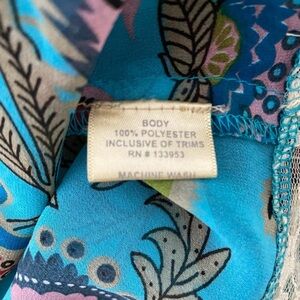 BODY
100% POLYESTER
INCLUSIVE OF TRIMS
RN # 133953
MACHINE WASH